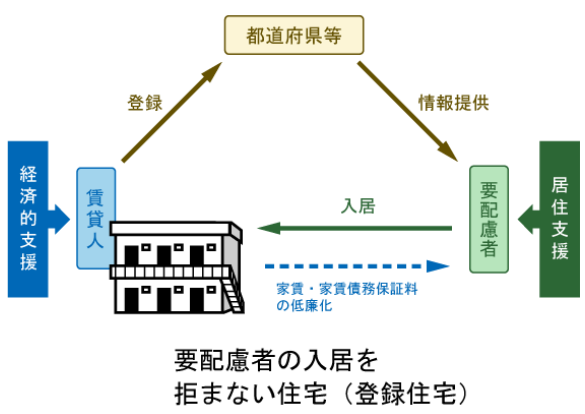 都道府県等
登録
情報提供
経済的支援
賃貸人
要配慮者
居住支援
入居
家賃・家賃債務保証料
の低廉化
要配慮者の入居を
拒まない住宅（登録住宅）